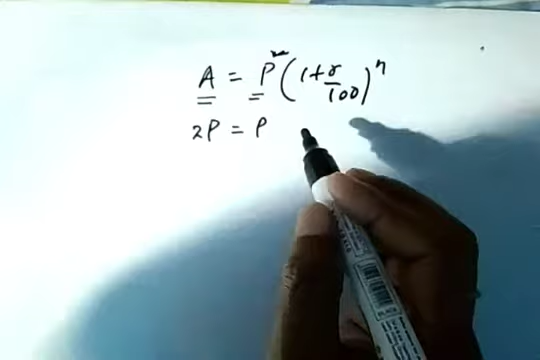 A = P(1+r/100)^n
2P = P